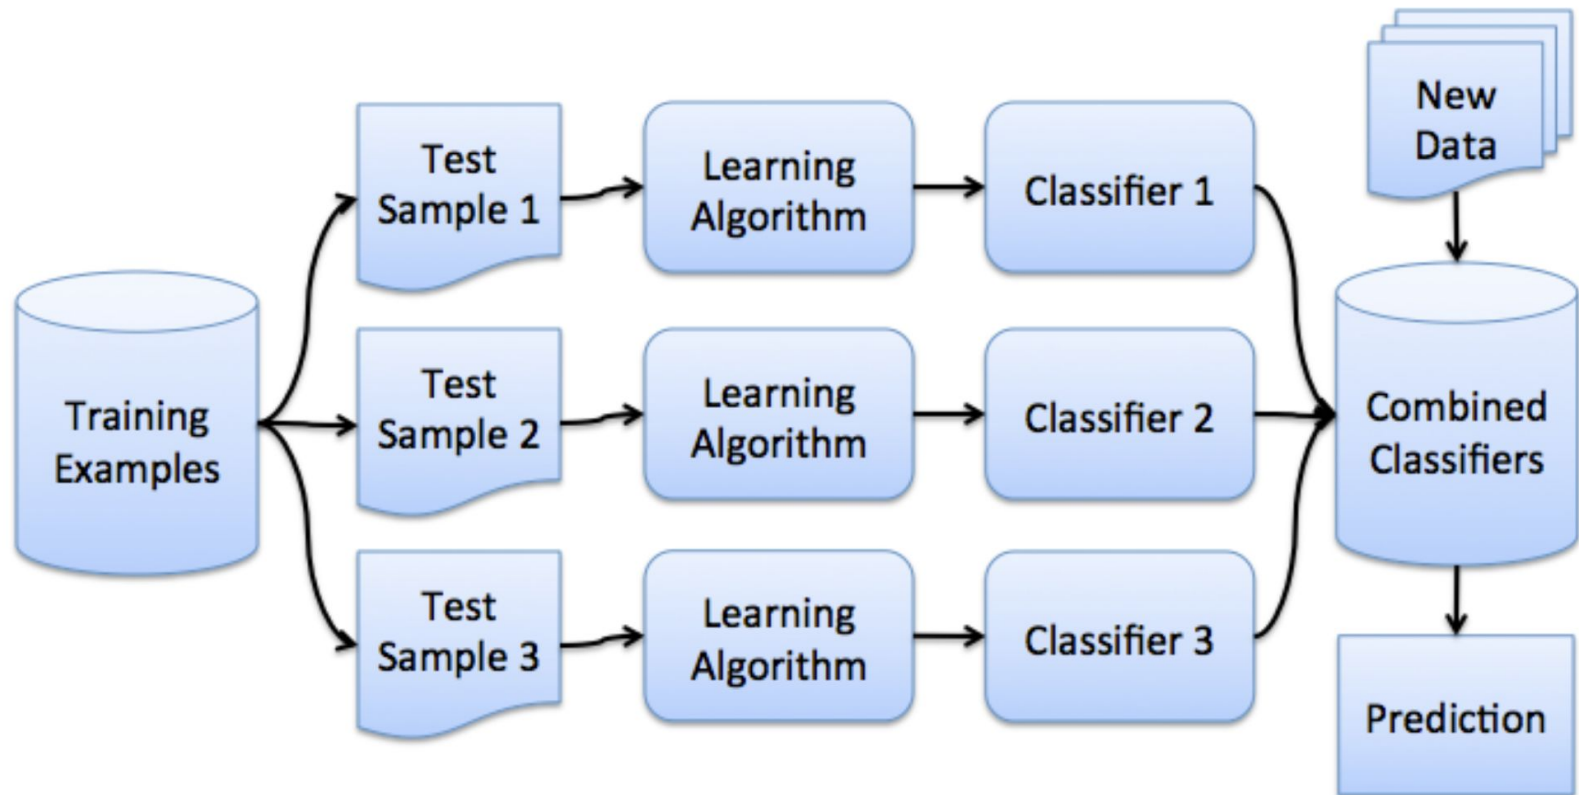 Training
Examples
Test
Sample 1
Learning
Algorithm
Classifier 1
Test
Sample 2
Learning
Algorithm
Classifier 2
Test
Sample 3
Learning
Algorithm
Classifier 3
New
Data
Combined
Classifiers
Prediction